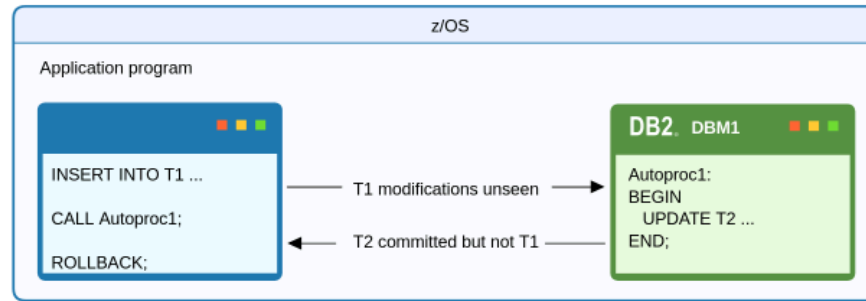 z/OS
Application program
INSERT INTO T1 ...
CALL Autoproc1;
ROLLBACK;
T1 modifications unseen
T2 committed but not T1
DB2. DBM1
Autoproc1:
BEGIN
UPDATE T2 ...
END;